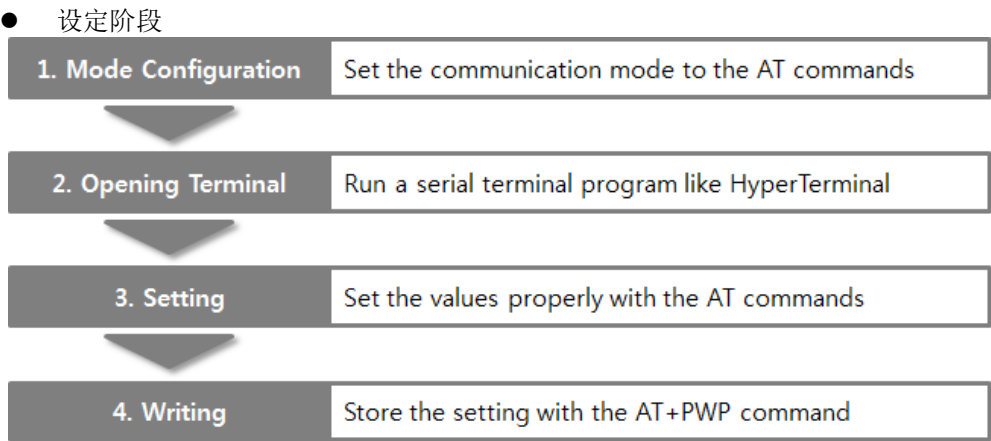 ● 设定阶段
1. Mode Configuration Set the communication mode to the AT commands
2. Opening Terminal Run a serial terminal program like HyperTerminal
3. Setting Set the values properly with the AT commands
4. Writing Store the setting with the AT+PWP command